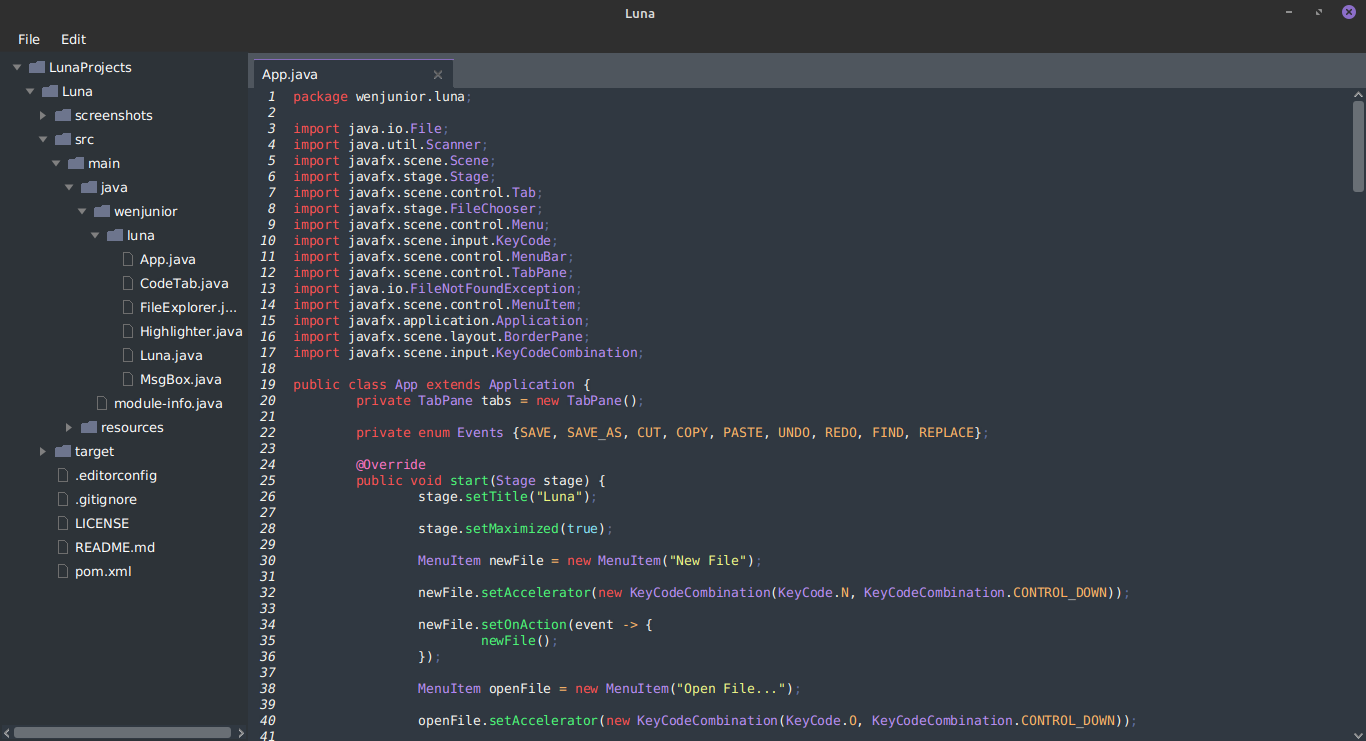 Luna
File Edit
LunaProjects
Luna
screenshots
src
main
java
wenjunior
luna
App.java
CodeTab.java
FileExplorer.j...
Highlighter.java
Luna.java
MsgBox.java
module-info.java
resources
target
.editorconfig
.gitignore
LICENSE
README.md
pom.xml
App.java
1 package wenjunior.luna;
2
3 import java.io.File;
4 import java.util.Scanner;
5 import javafx.scene.Scene;
6 import javafx.stage.Stage;
7 import javafx.scene.control.Tab;
8 import javafx.stage.FileChooser;
9 import javafx.scene.control.Menu;
10 import javafx.scene.input.KeyCode;
11 import javafx.scene.control.MenuBar;
12 import javafx.scene.control.TabPane;
13 import java.io.FileNotFoundException;
14 import javafx.scene.control.MenuItem;
15 import javafx.application.Application;
16 import javafx.scene.layout.BorderPane;
17 import javafx.scene.input.KeyCodeCombination;
18
19 public class App extends Application {
20 private TabPane tabs = new TabPane();
21
22 private enum Events {SAVE, SAVE_AS, CUT, COPY, PASTE, UNDO, REDO, FIND, REPLACE};
23
24 @Override
25 public void start(Stage stage) {
26 stage.setTitle("Luna");
27
28 stage.setMaximized(true);
29
30 MenuItem newFile = new MenuItem("New File");
31
32 newFile.setAccelerator(new KeyCodeCombination(KeyCode.N, KeyCodeCombination.CONTROL_DOWN));
33
34 newFile.setOnAction(event -> {
35 newFile();
36 });
37
38 MenuItem openFile = new MenuItem("Open File...");
39
40 openFile.setAccelerator(new KeyCodeCombination(KeyCode.O, KeyCodeCombination.CONTROL_DOWN));
41